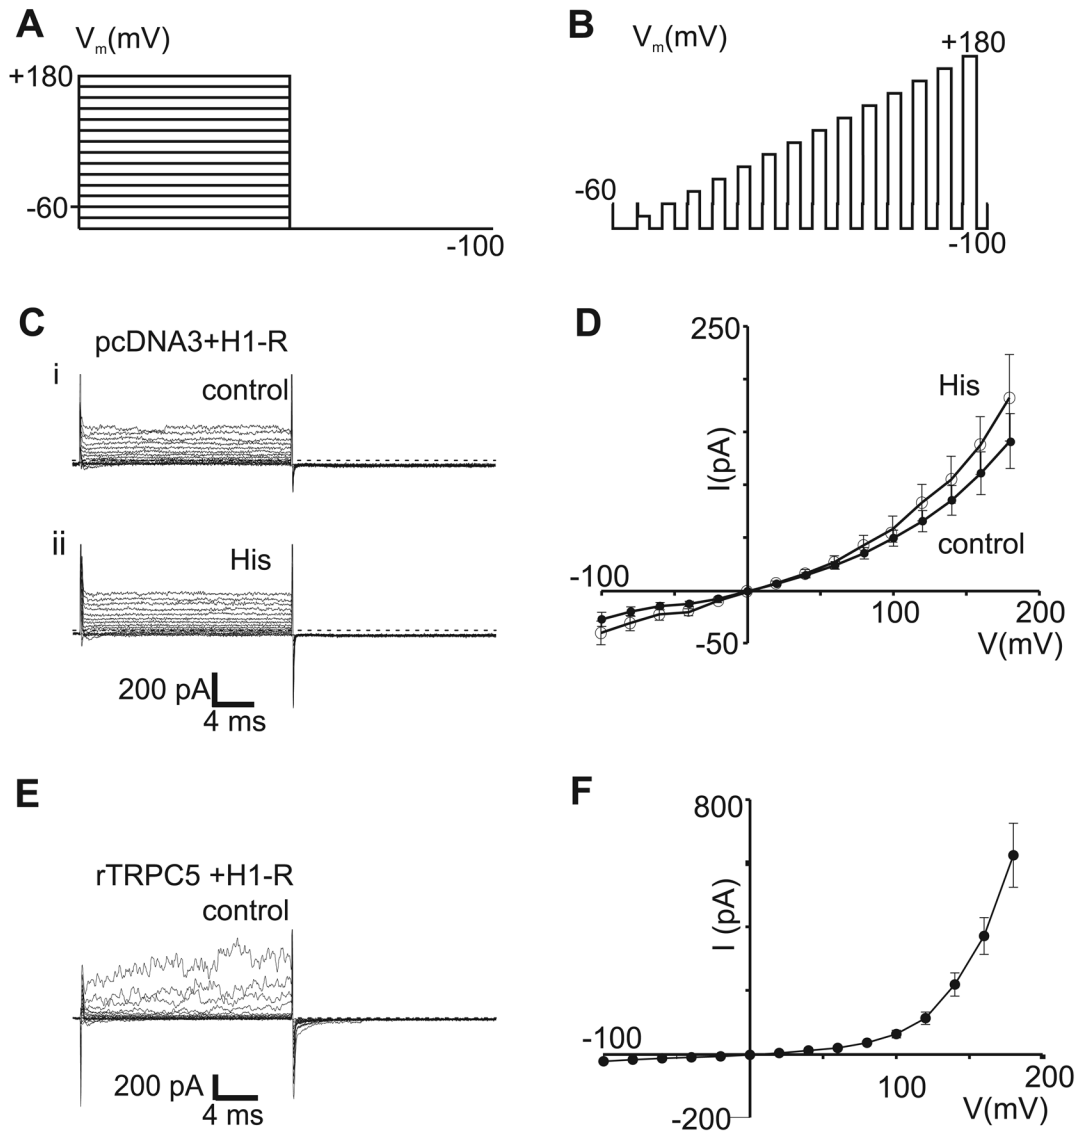 A
Vm(mV)
+180
-60
-100
B
Vm(mV)
+180
-60
-100
C
pcDNA3+H1-R
i
control
ii
His
200 pA
4 ms
D
250
I(pA)
His
control
-100
100
200
-50
V(mV)
E
rTRPC5 +H1-R
control
200 pA
4 ms
F
800
I (pA)
-100
100
200
-200
V(mV)